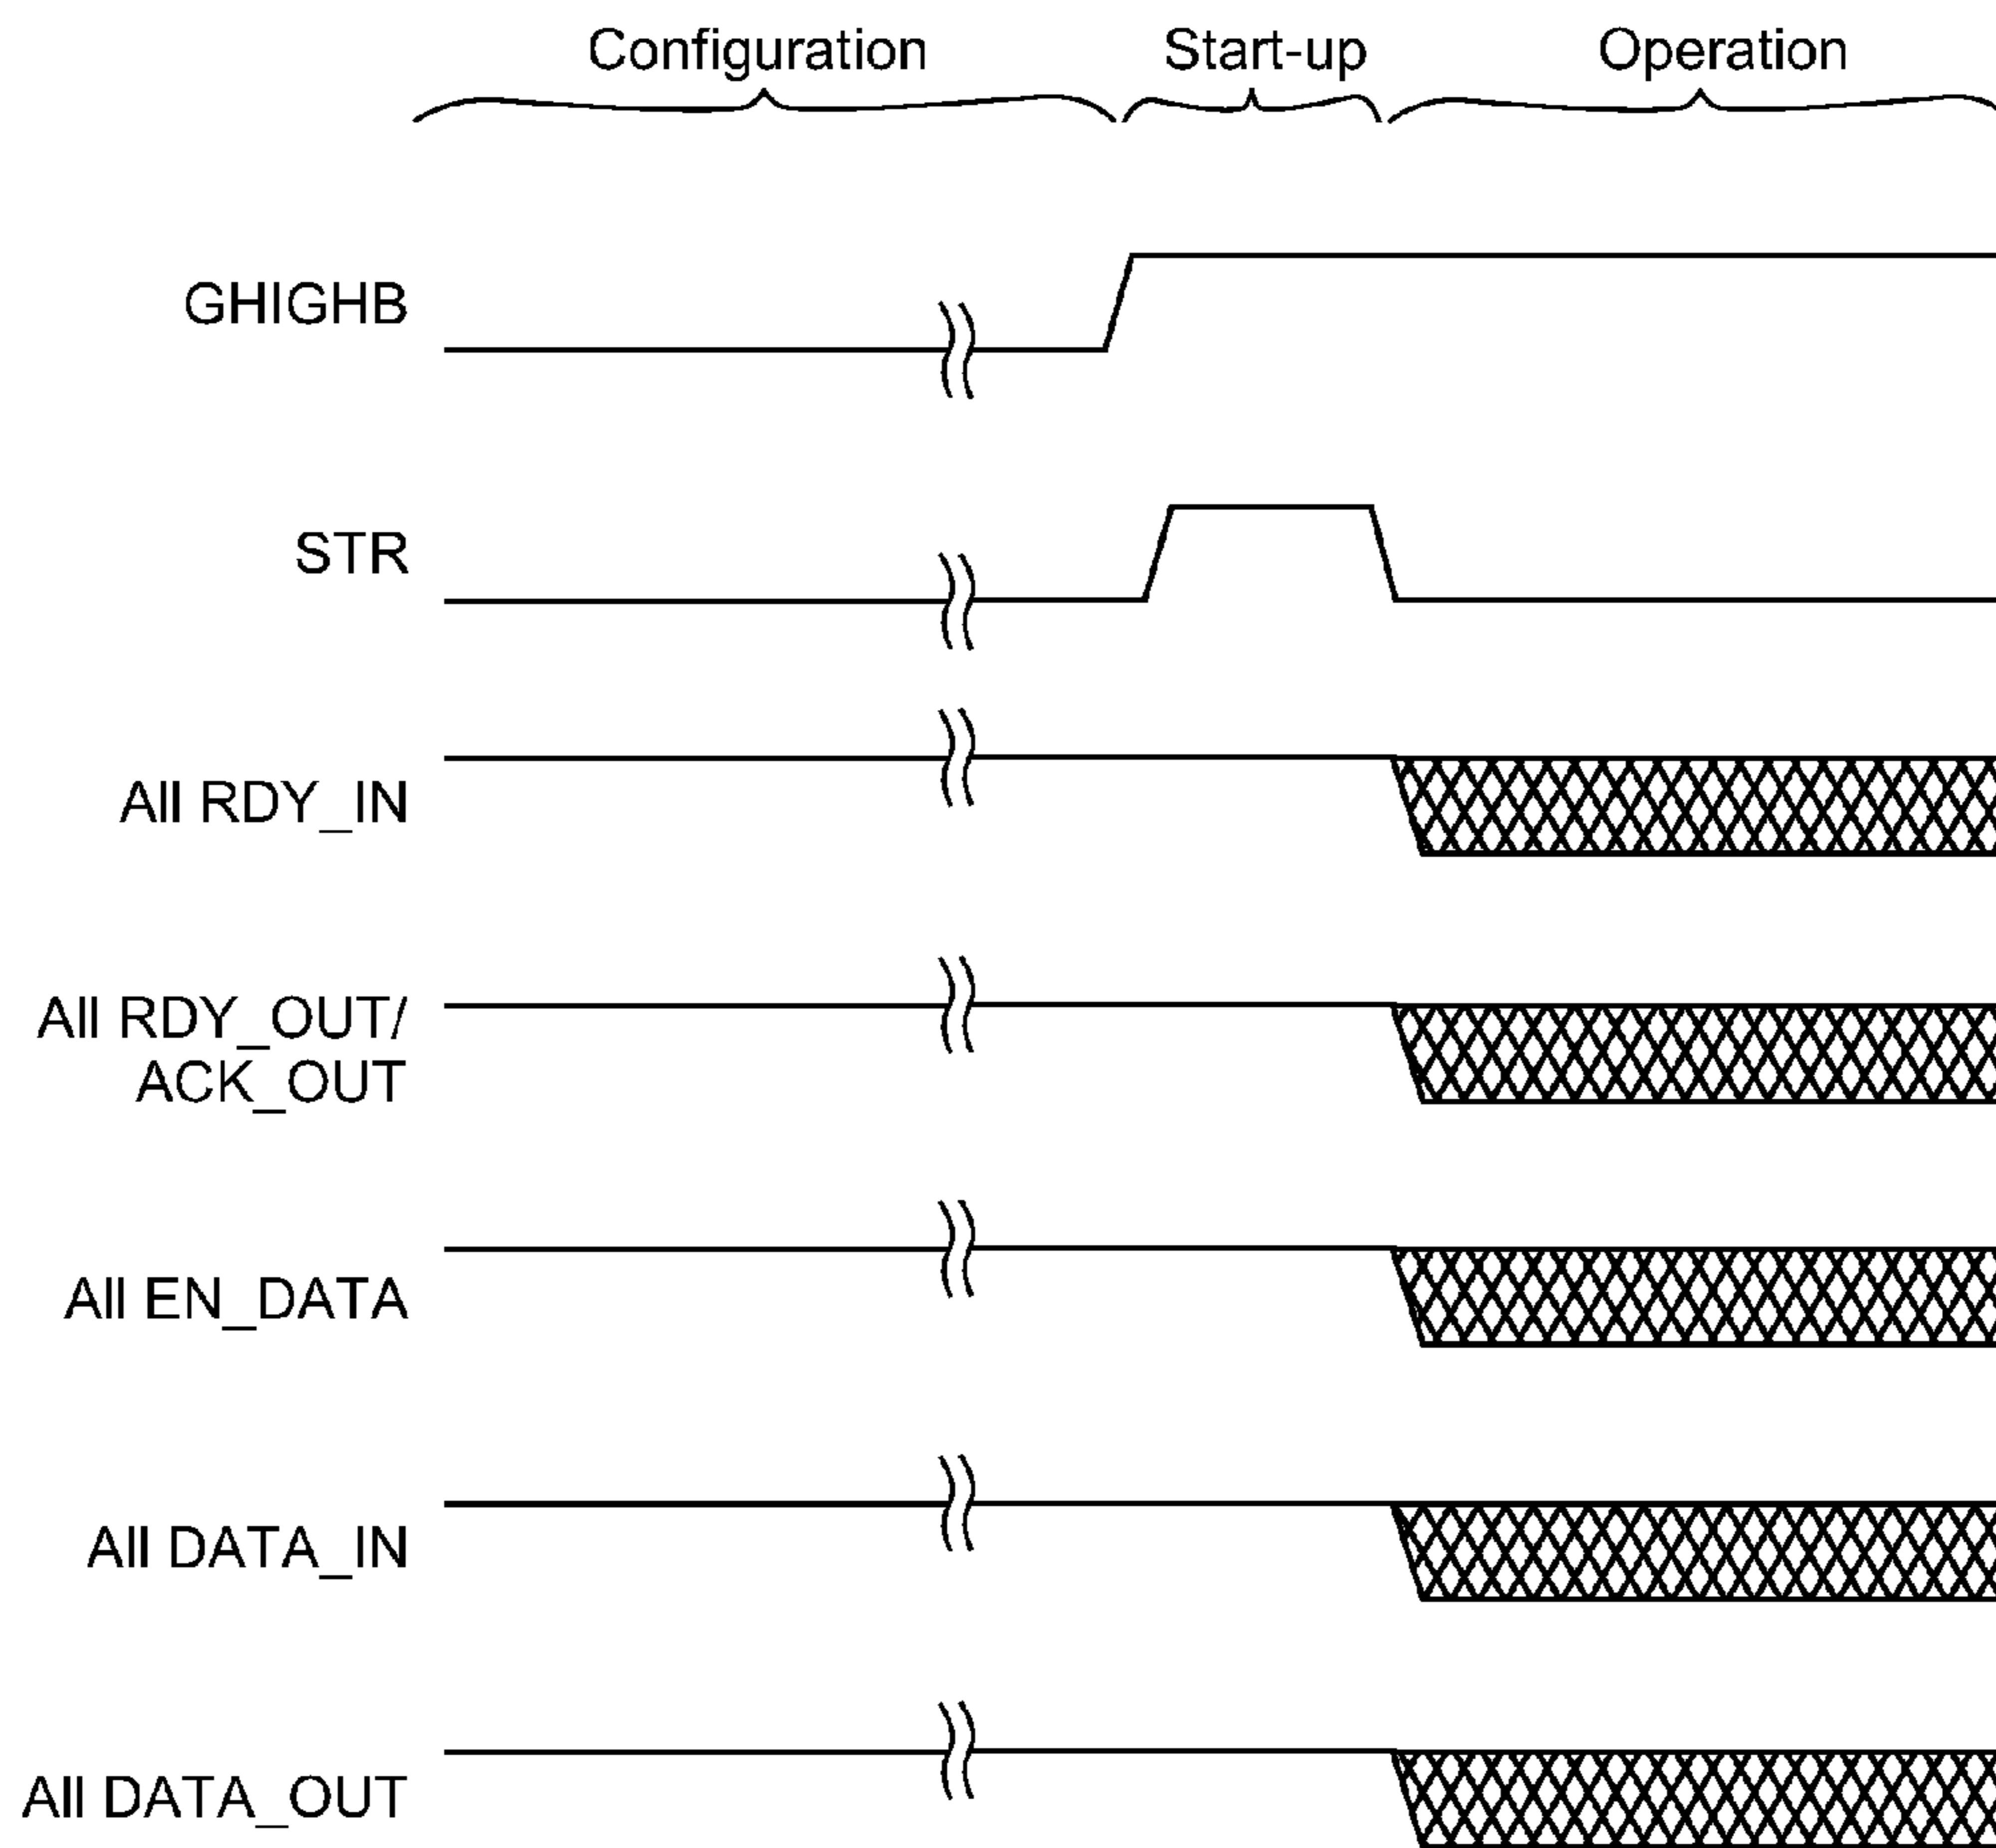 Configuration Start-up Operation
GHIGHB
STR
All RDY_IN
All RDY_OUT/
ACK_OUT
All EN_DATA
All DATA_IN
All DATA_OUT